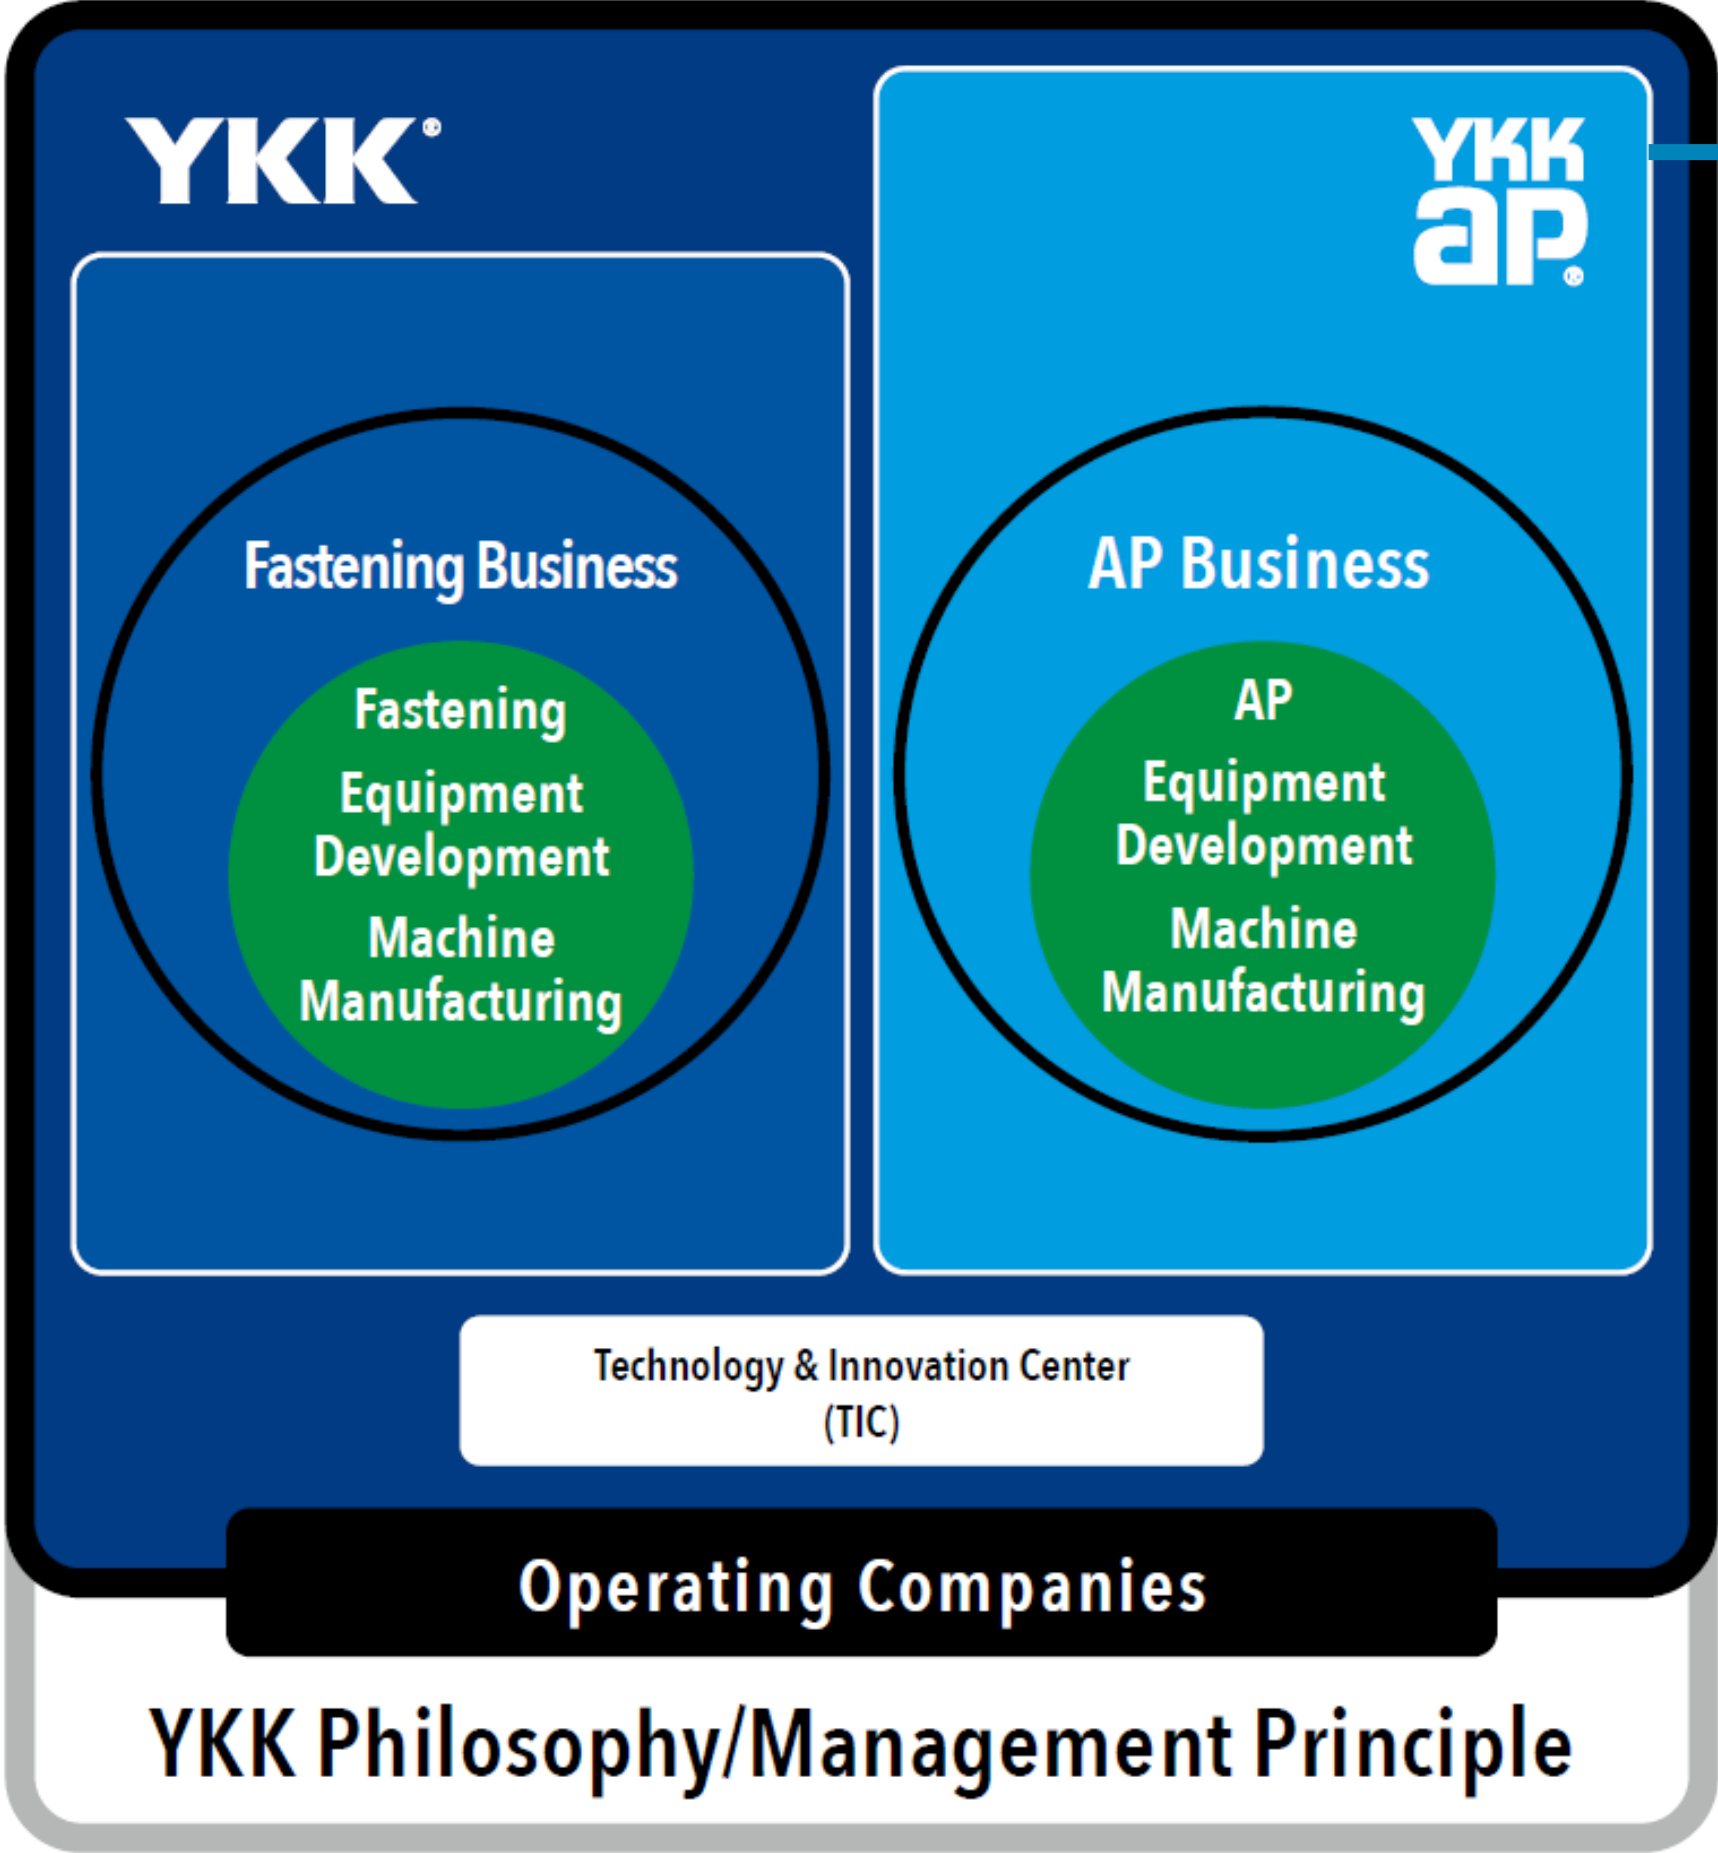 YKK®
YKK
ap®
Fastening Business
Fastening
Equipment
Development
Machine
Manufacturing
AP Business
AP
Equipment
Development
Machine
Manufacturing
Technology & Innovation Center
(TIC)
Operating Companies
YKK Philosophy/Management Principle